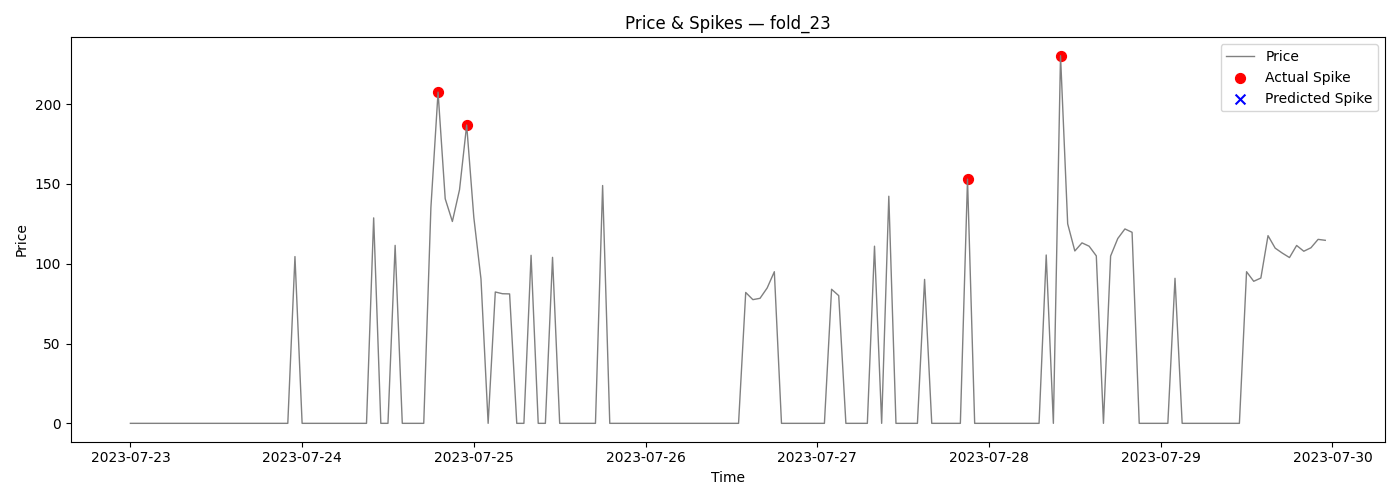 Price & Spikes — fold_23
Price
Actual Spike
Predicted Spike
200
150
100
50
0
Price
2023-07-23
2023-07-24
2023-07-25
2023-07-26
2023-07-27
2023-07-28
2023-07-29
2023-07-30
Time